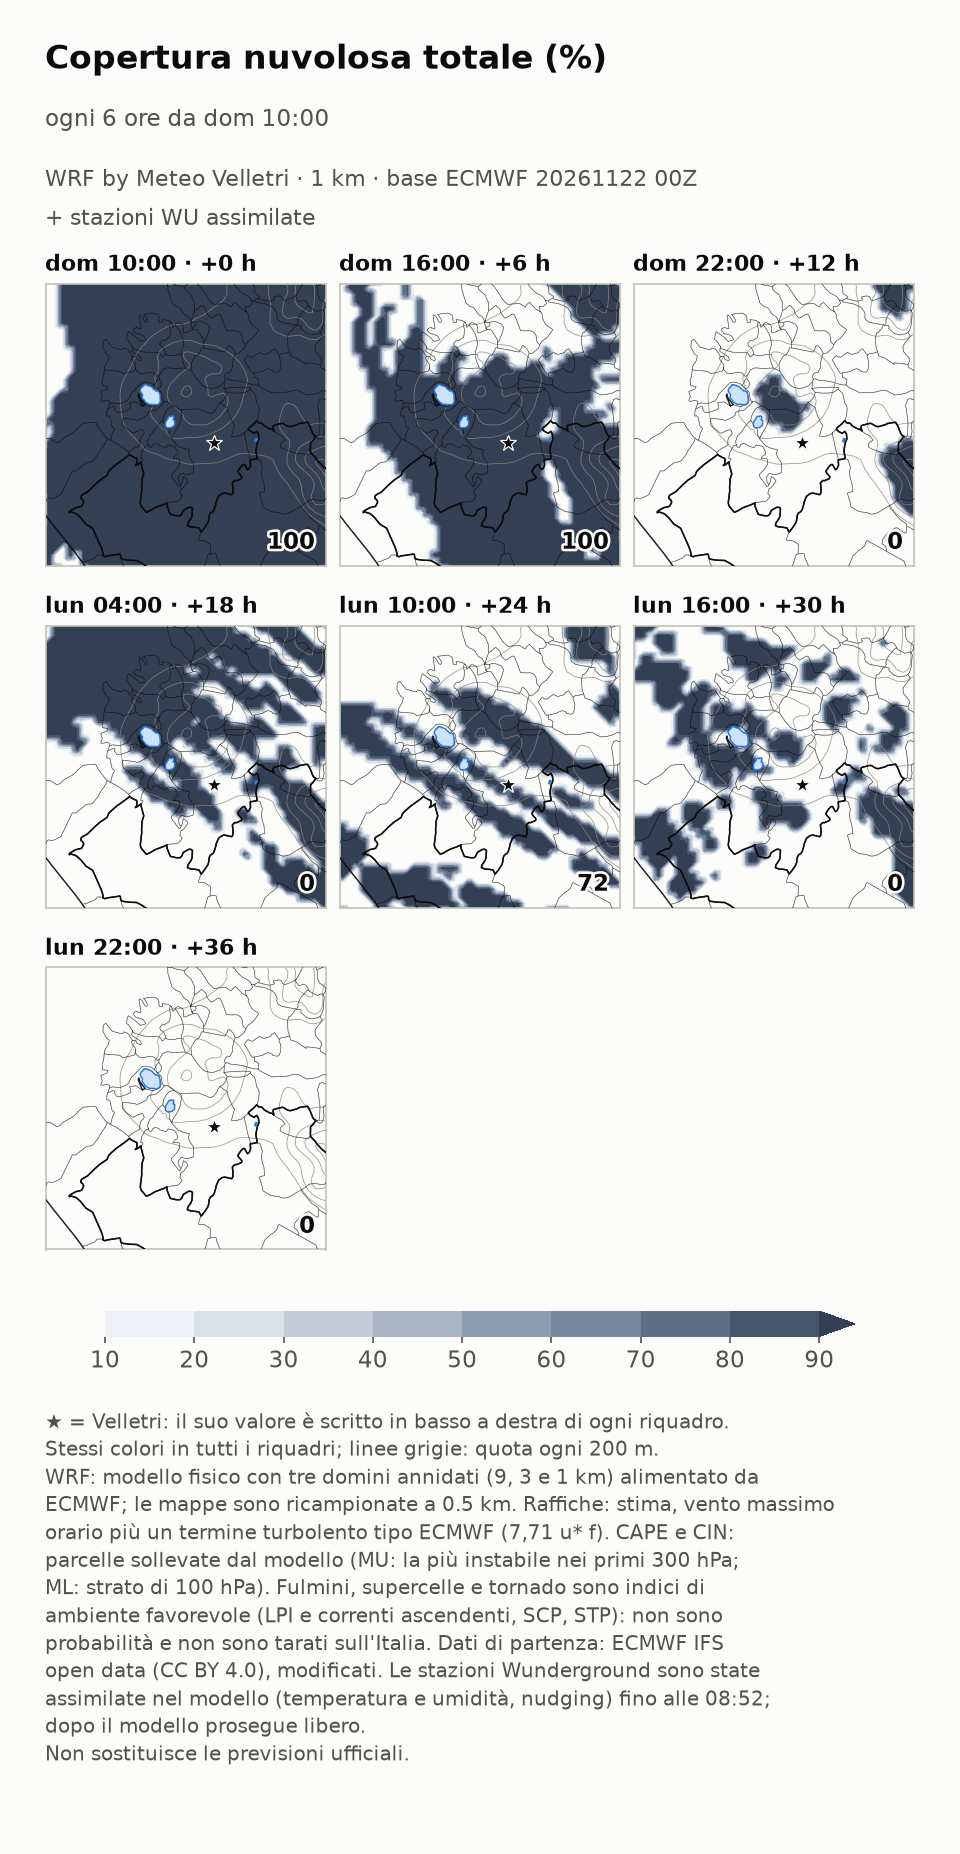 Copertura nuvolosa totale (%)
ogni 6 ore da dom 10:00
WRF by Meteo Velletri · 1 km · base ECMWF 20261122 00Z
+ stazioni WU assimilate
dom 10:00 · +0 h
dom 16:00 · +6 h
dom 22:00 · +12 h
100
100
0
lun 04:00 · +18 h
lun 10:00 · +24 h
lun 16:00 · +30 h
0
72
0
lun 22:00 · +36 h
0
10 20 30 40 50 60 70 80 90
★ = Velletri: il suo valore è scritto in basso a destra di ogni riquadro.
Stessi colori in tutti i riquadri; linee grigie: quota ogni 200 m.
WRF: modello fisico con tre domini annidati (9, 3 e 1 km) alimentato da
ECMWF; le mappe sono ricampionate a 0.5 km. Raffiche: stima, vento massimo
orario più un termine turbolento tipo ECMWF (7,71 u* f). CAPE e CIN:
parcelle sollevate dal modello (MU: la più instabile nei primi 300 hPa;
ML: strato di 100 hPa). Fulmini, supercelle e tornado sono indici di
ambiente favorevole (LPI e correnti ascendenti, SCP, STP): non sono
probabilità e non sono tarati sull'Italia. Dati di partenza: ECMWF IFS
open data (CC BY 4.0), modificati. Le stazioni Wunderground sono state
assimilate nel modello (temperatura e umidità, nudging) fino alle 08:52;
dopo il modello prosegue libero.
Non sostituisce le previsioni ufficiali.